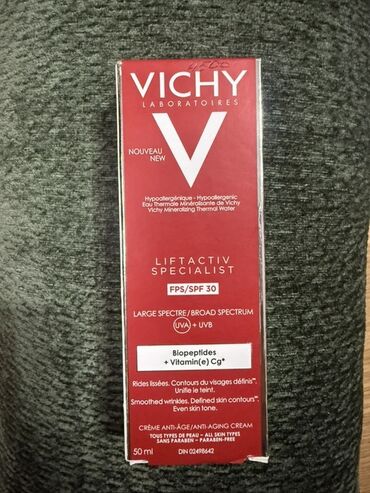 VICHY
LABORATOIRES
NOUVEAU
NEW
V
Hypoallergénique - Hypoallergenic
Eau Thermale Minéralisante de Vichy
Vichy Mineralizing Thermal Water
LIFTACTIV
SPECIALIST
FPS/SPF 30
LARGE SPECTRE/BROAD SPECTRUM
UVA + UVB
Biopeptides
+ Vitamin(e) Cg*
Rides lissées. Contours du visages définis**.
Unifie le teint.
Smoothed wrinkles. Defined skin contours**.
Even skin tone.
CRÈME ANTI-ÂGE/ANTI-AGING CREAM
TOUS TYPES DE PEAU – ALL SKIN TYPES
SANS PARABEN – PARABEN-FREE
50 ml
DIN 02498642